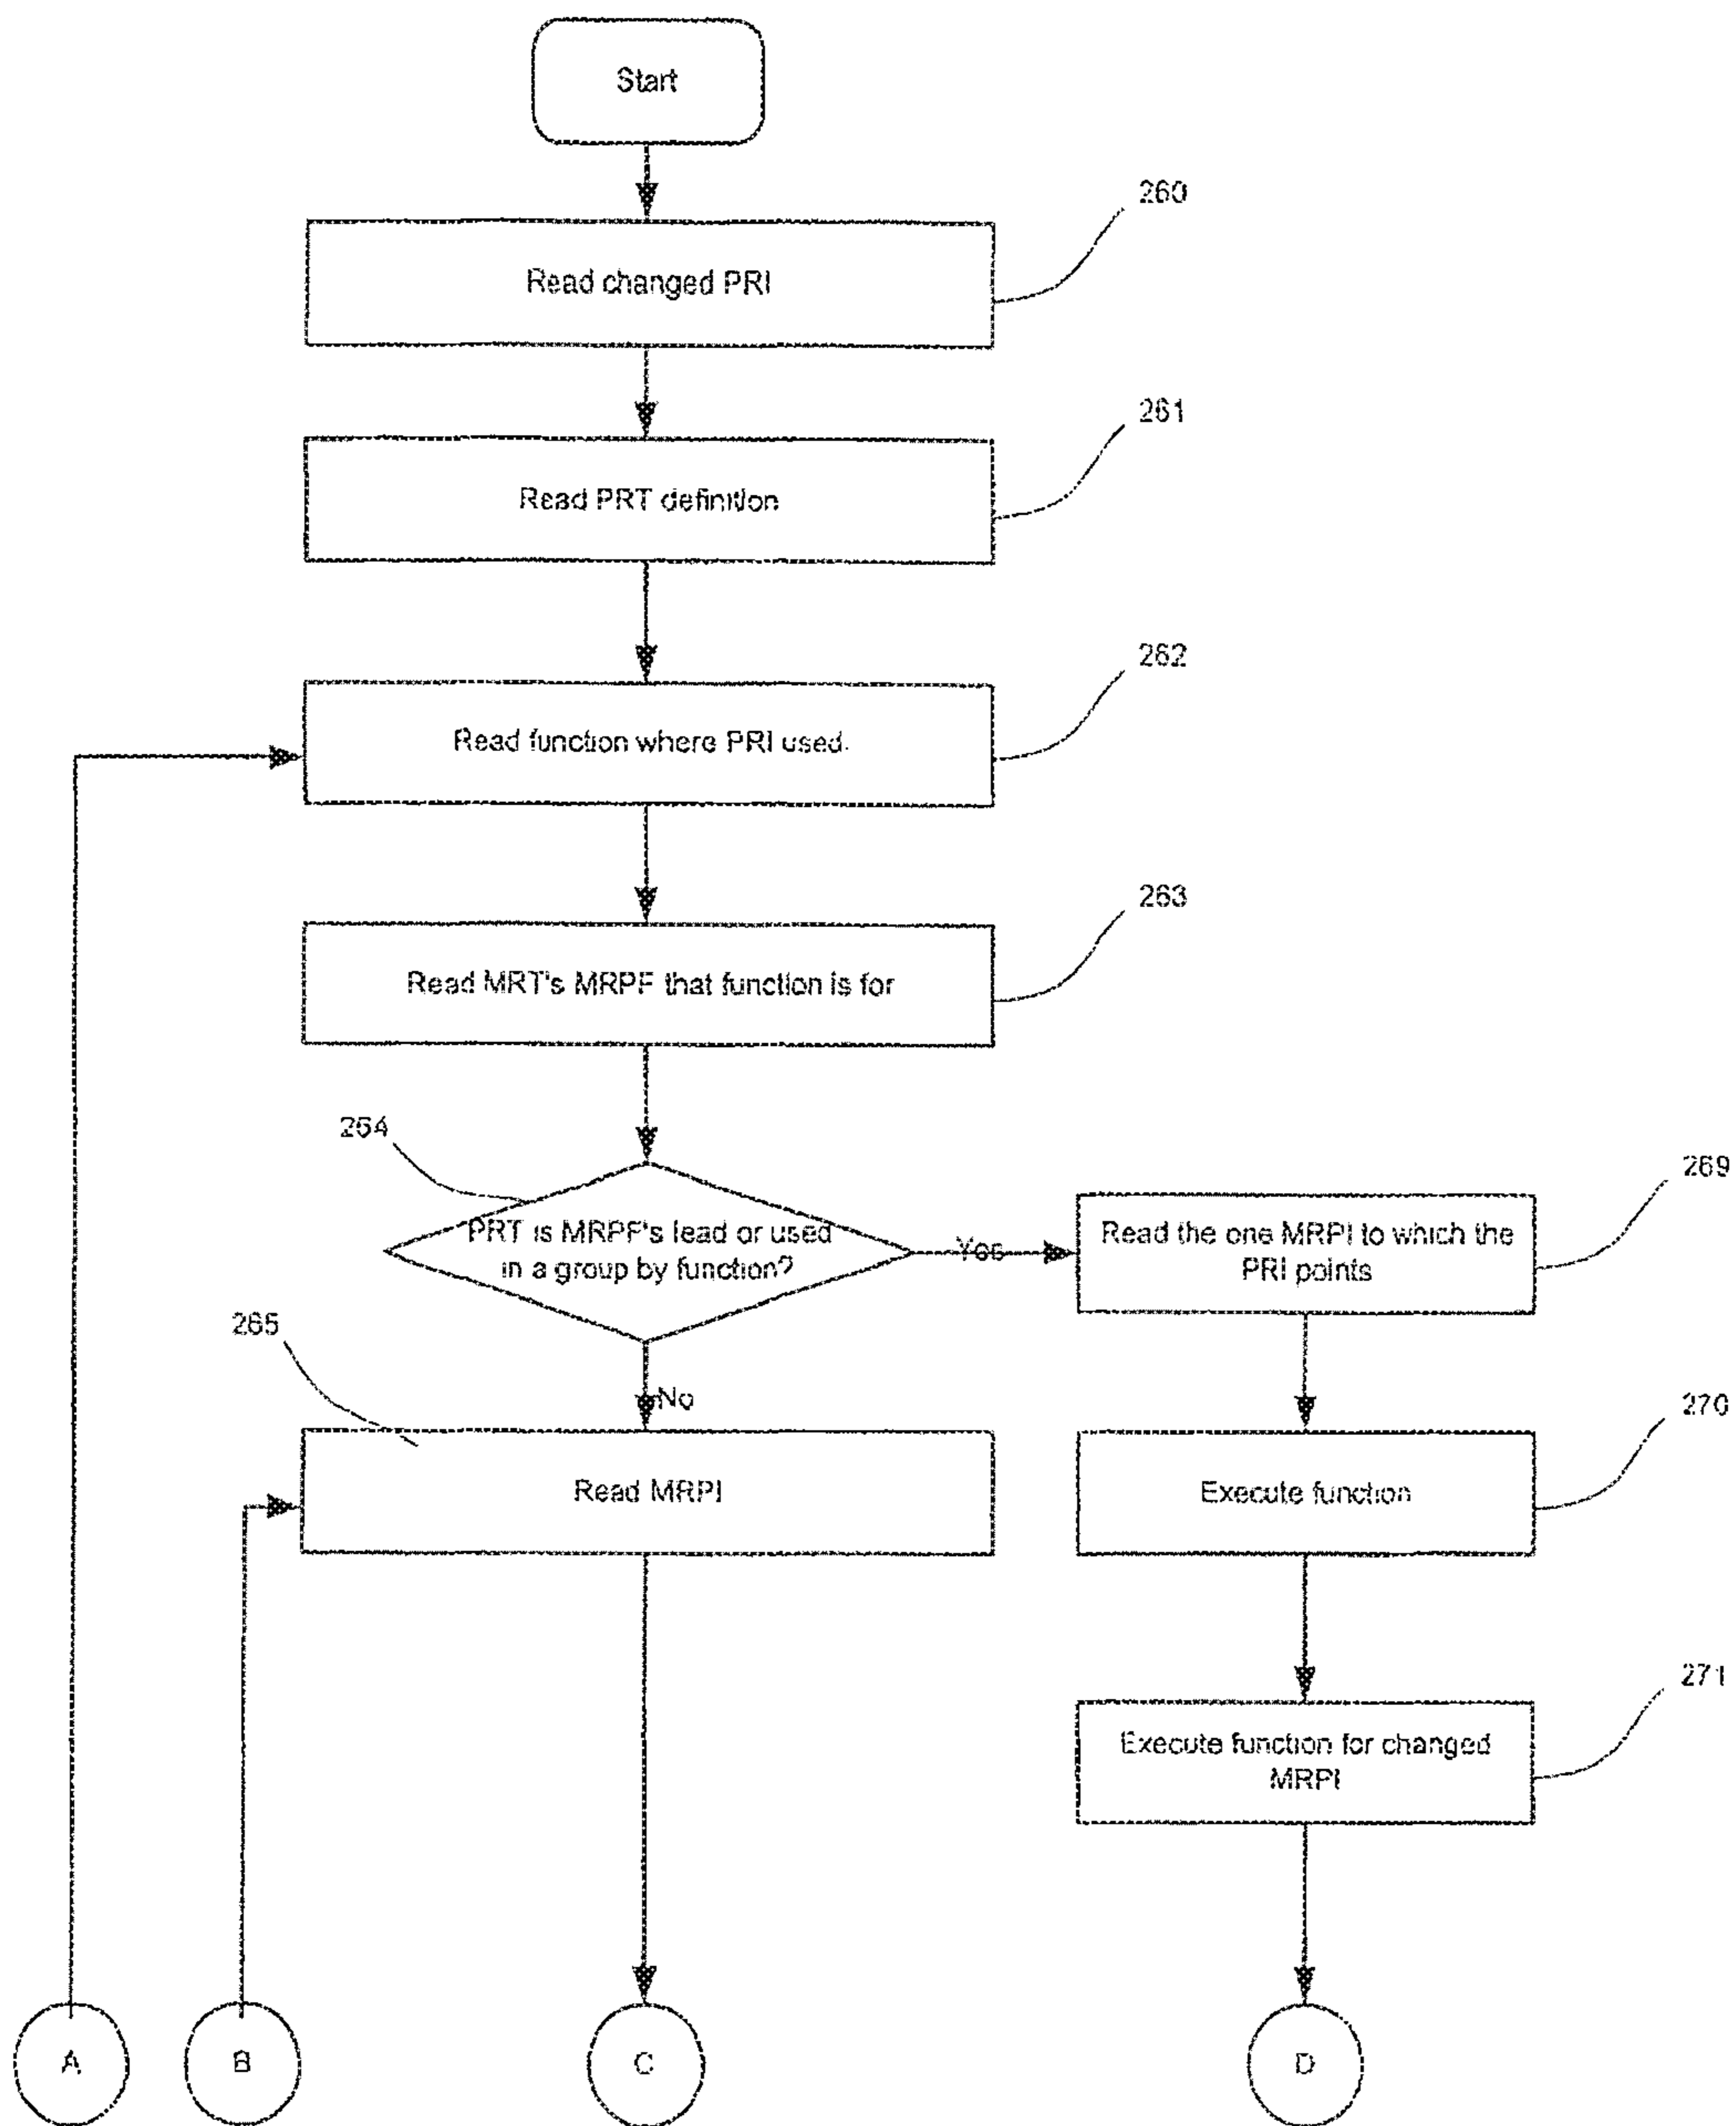 Start
260
Read changed PRI
261
Read PRT definition
262
Read function where PRI used.
263
Read MRT's MRPF that function is for
264
PRT is MRPF's lead or used
in a group by function?
Yes
269
Read the one MRPI to which the
PRI points
265
No
Read MRPI
270
Execute function
271
Execute function for changed
MRPI
A
B
C
D